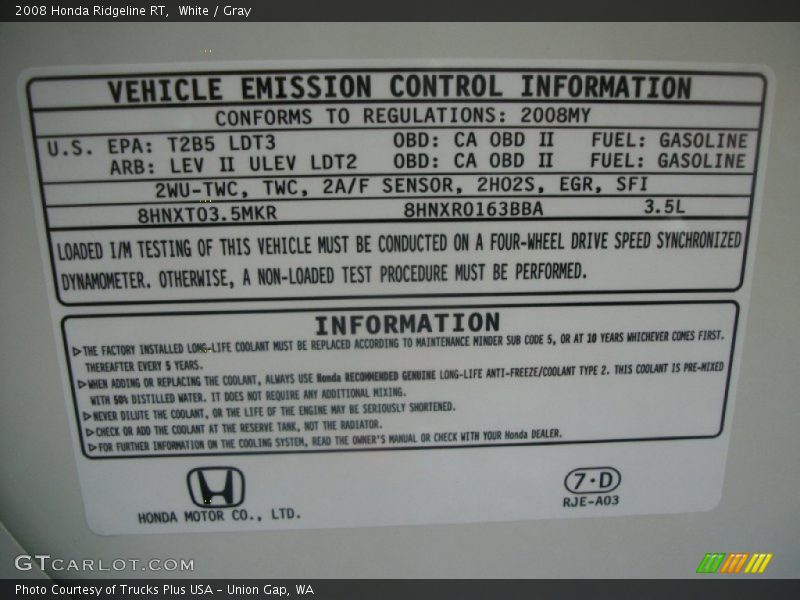 2008 Honda Ridgeline RT,  White / Gray
VEHICLE EMISSION CONTROL INFORMATION
CONFORMS TO REGULATIONS: 2008MY
U.S. EPA: T2B5 LDT3 OBD: CA OBD II FUEL: GASOLINE
ARB: LEV II ULEV LDT2 OBD: CA OBD II FUEL: GASOLINE
2WU-TWC, TWC, 2A/F SENSOR, 2HO2S, EGR, SFI
8HNXT03.5MKR 8HNXR0163BBA 3.5L
LOADED I/M TESTING OF THIS VEHICLE MUST BE CONDUCTED ON A FOUR-WHEEL DRIVE SPEED SYNCHRONIZED
DYNAMOMETER. OTHERWISE, A NON-LOADED TEST PROCEDURE MUST BE PERFORMED.
INFORMATION
▷THE FACTORY INSTALLED LONG-LIFE COOLANT MUST BE REPLACED ACCORDING TO MAINTENANCE MINDER SUB CODE 5, OR AT 10 YEARS WHICHEVER COMES FIRST.
THEREAFTER EVERY 5 YEARS.
▷WHEN ADDING OR REPLACING THE COOLANT, ALWAYS USE Honda RECOMMENDED GENUINE LONG-LIFE ANTI-FREEZE/COOLANT TYPE 2. THIS COOLANT IS PRE-MIXED
WITH 50% DISTILLED WATER. IT DOES NOT REQUIRE ANY ADDITIONAL MIXING.
▷NEVER DILUTE THE COOLANT, OR THE LIFE OF THE ENGINE MAY BE SERIOUSLY SHORTENED.
▷CHECK OR ADD THE COOLANT AT THE RESERVE TANK, NOT THE RADIATOR.
▷FOR FURTHER INFORMATION ON THE COOLING SYSTEM, READ THE OWNER'S MANUAL OR CHECK WITH YOUR Honda DEALER.
HONDA MOTOR CO., LTD.
7·D
RJE-A03
GTCARLOT.COM
Photo Courtesy of Trucks Plus USA – Union Gap, WA